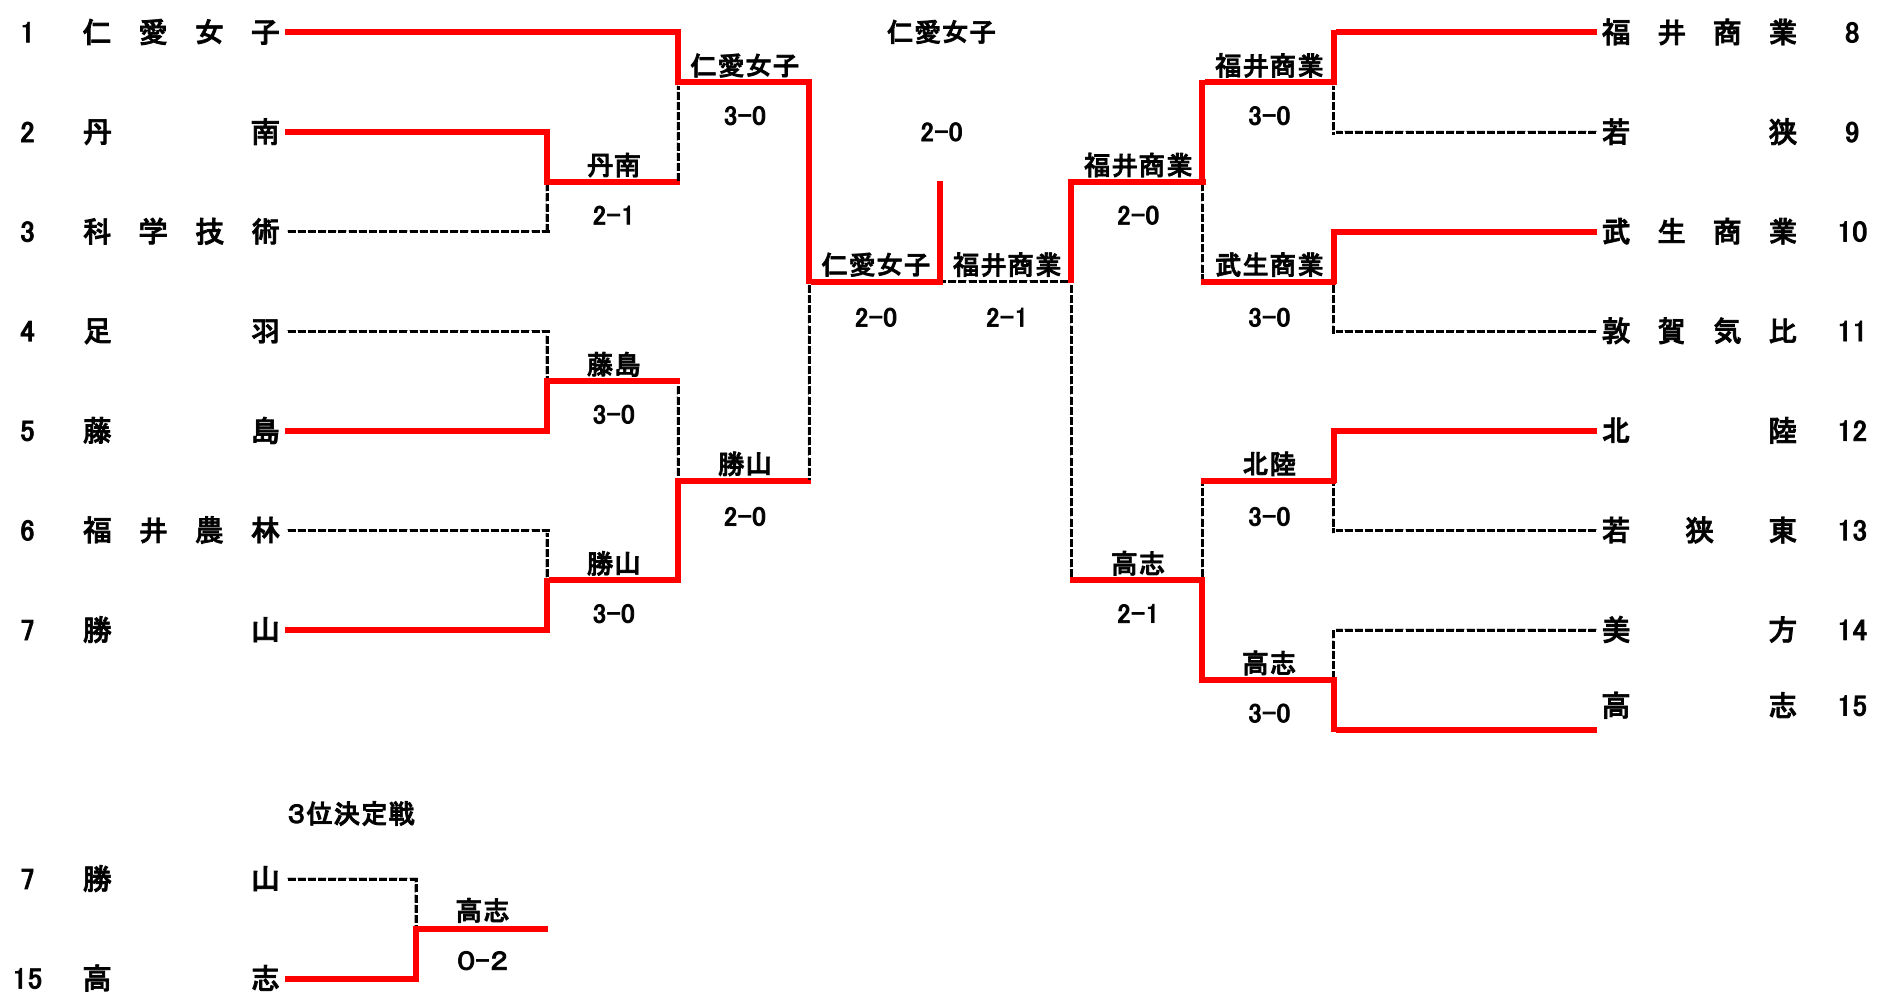 1 仁愛女子 仁愛女子 福井商業 8
仁愛女子 福井商業
3-0 3-0
2 丹南 2-0 若狭 9
丹南 福井商業
2-1 2-0
3 科学技術 武生商業 10
仁愛女子 福井商業 武生商業
2-0 2-1 3-0
4 足羽 敦賀気比 11
藤島
3-0
5 藤島 北陸 12
勝山 北陸
2-0 3-0
6 福井農林 若狭東 13
勝山 高志
3-0 2-1
7 勝山 美方 14
高志
3-0
高志 15
３位決定戦
7 勝山
高志
0-2
15 高志